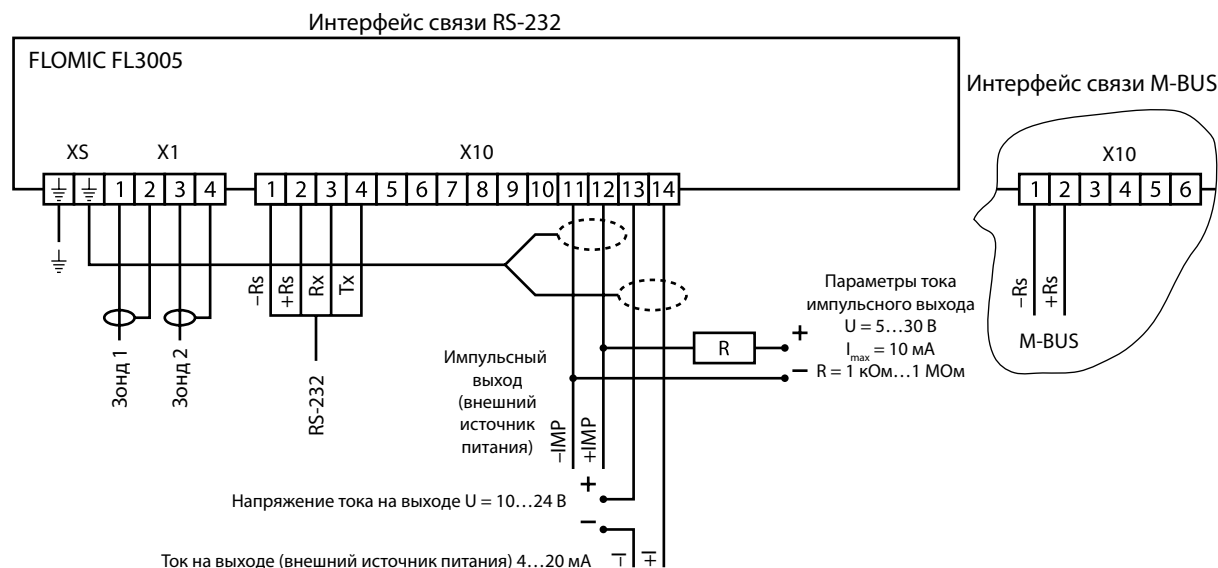 Интерфейс связи RS-232
FLOMIC FL3005
Интерфейс связи M-BUS
XS X1 X10
1 2 3 4
1 2 3 4 5 6 7 8 9 10 11 12 13 14
X10
1 2 3 4 5 6
–Rs
+Rs
Rx
Tx
–Rs
+Rs
M-BUS
Зонд 1
Зонд 2
RS-232
Импульсный
выход
(внешний
источник
питания)
–IMP
+IMP
R
+
–
Параметры тока
импульсного выхода
U = 5…30 В
Imax = 10 мА
R = 1 кОм…1 МОм
+
Напряжение тока на выходе U = 10…24 В
–
Ток на выходе (внешний источник питания) 4…20 мА
–I
+I